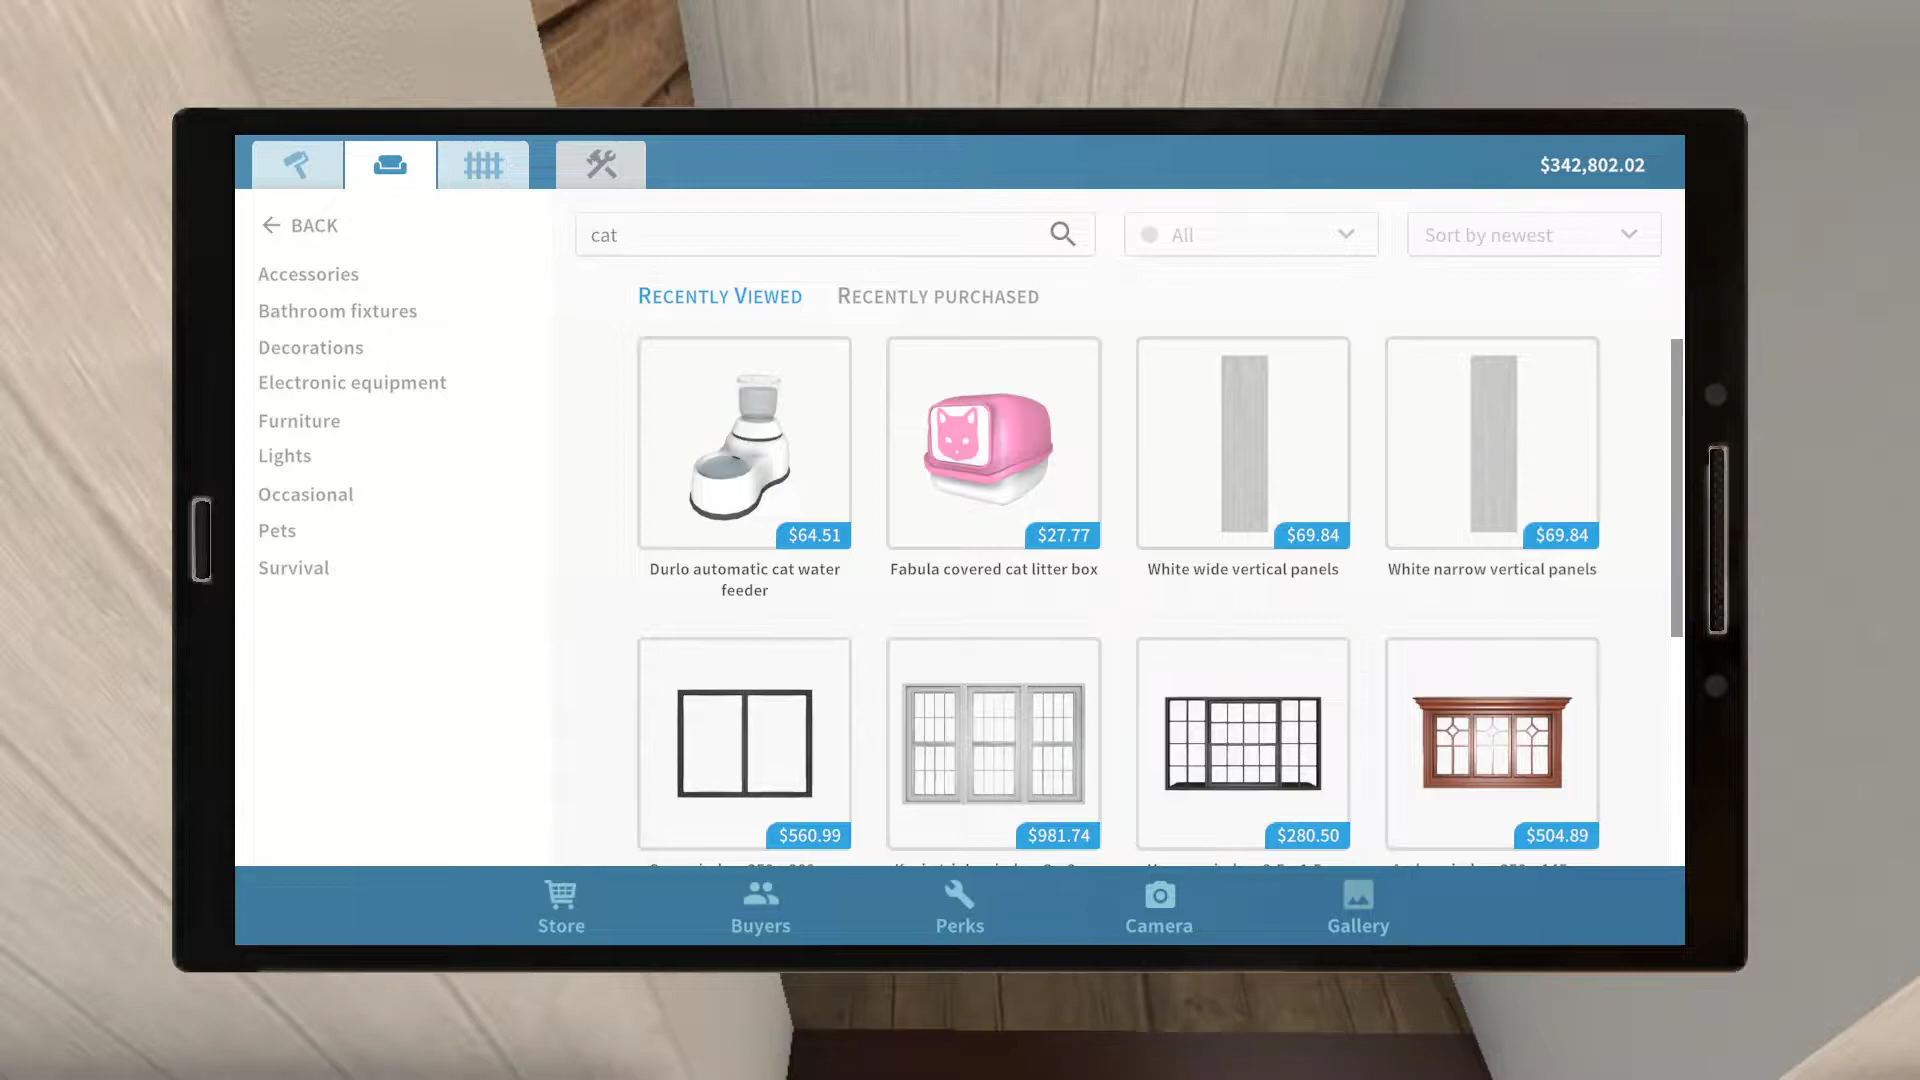 $342,802.02
BACK
cat
All
Sort by newest
Accessories
Bathroom fixtures
Decorations
Electronic equipment
Furniture
Lights
Occasional
Pets
Survival
RECENTLY VIEWED
RECENTLY PURCHASED
$64.51
$27.77
$69.84
$69.84
Durlo automatic cat water
feeder
Fabula covered cat litter box
White wide vertical panels
White narrow vertical panels
$560.99
$981.74
$280.50
$504.89
Store
Buyers
Perks
Camera
Gallery